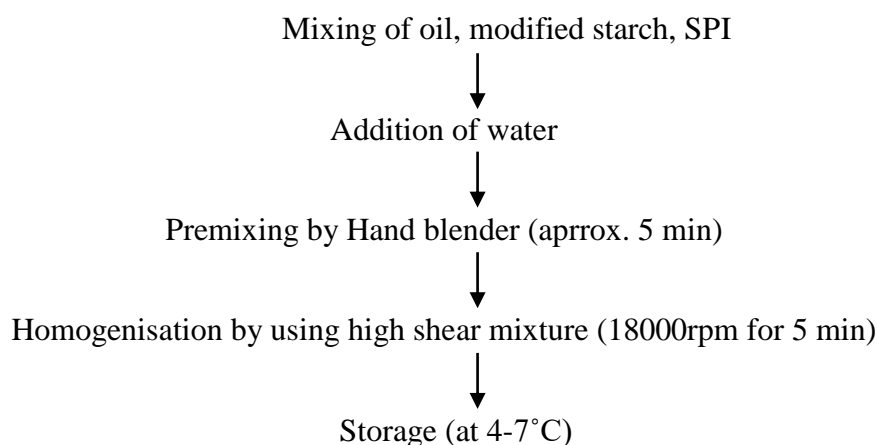 Mixing of oil, modified starch, SPI
Addition of water
Premixing by Hand blender (aprrox. 5 min)
Homogenisation by using high shear mixture (18000rpm for 5 min)
Storage (at 4-7˚C)